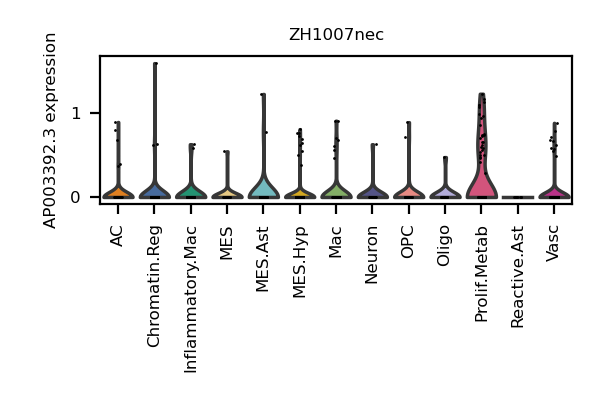 ZH1007nec
AP003392.3 expression
1
0
AC
Chromatin.Reg
Inflammatory.Mac
MES
MES.Ast
MES.Hyp
Mac
Neuron
OPC
Oligo
Prolif.Metab
Reactive.Ast
Vasc